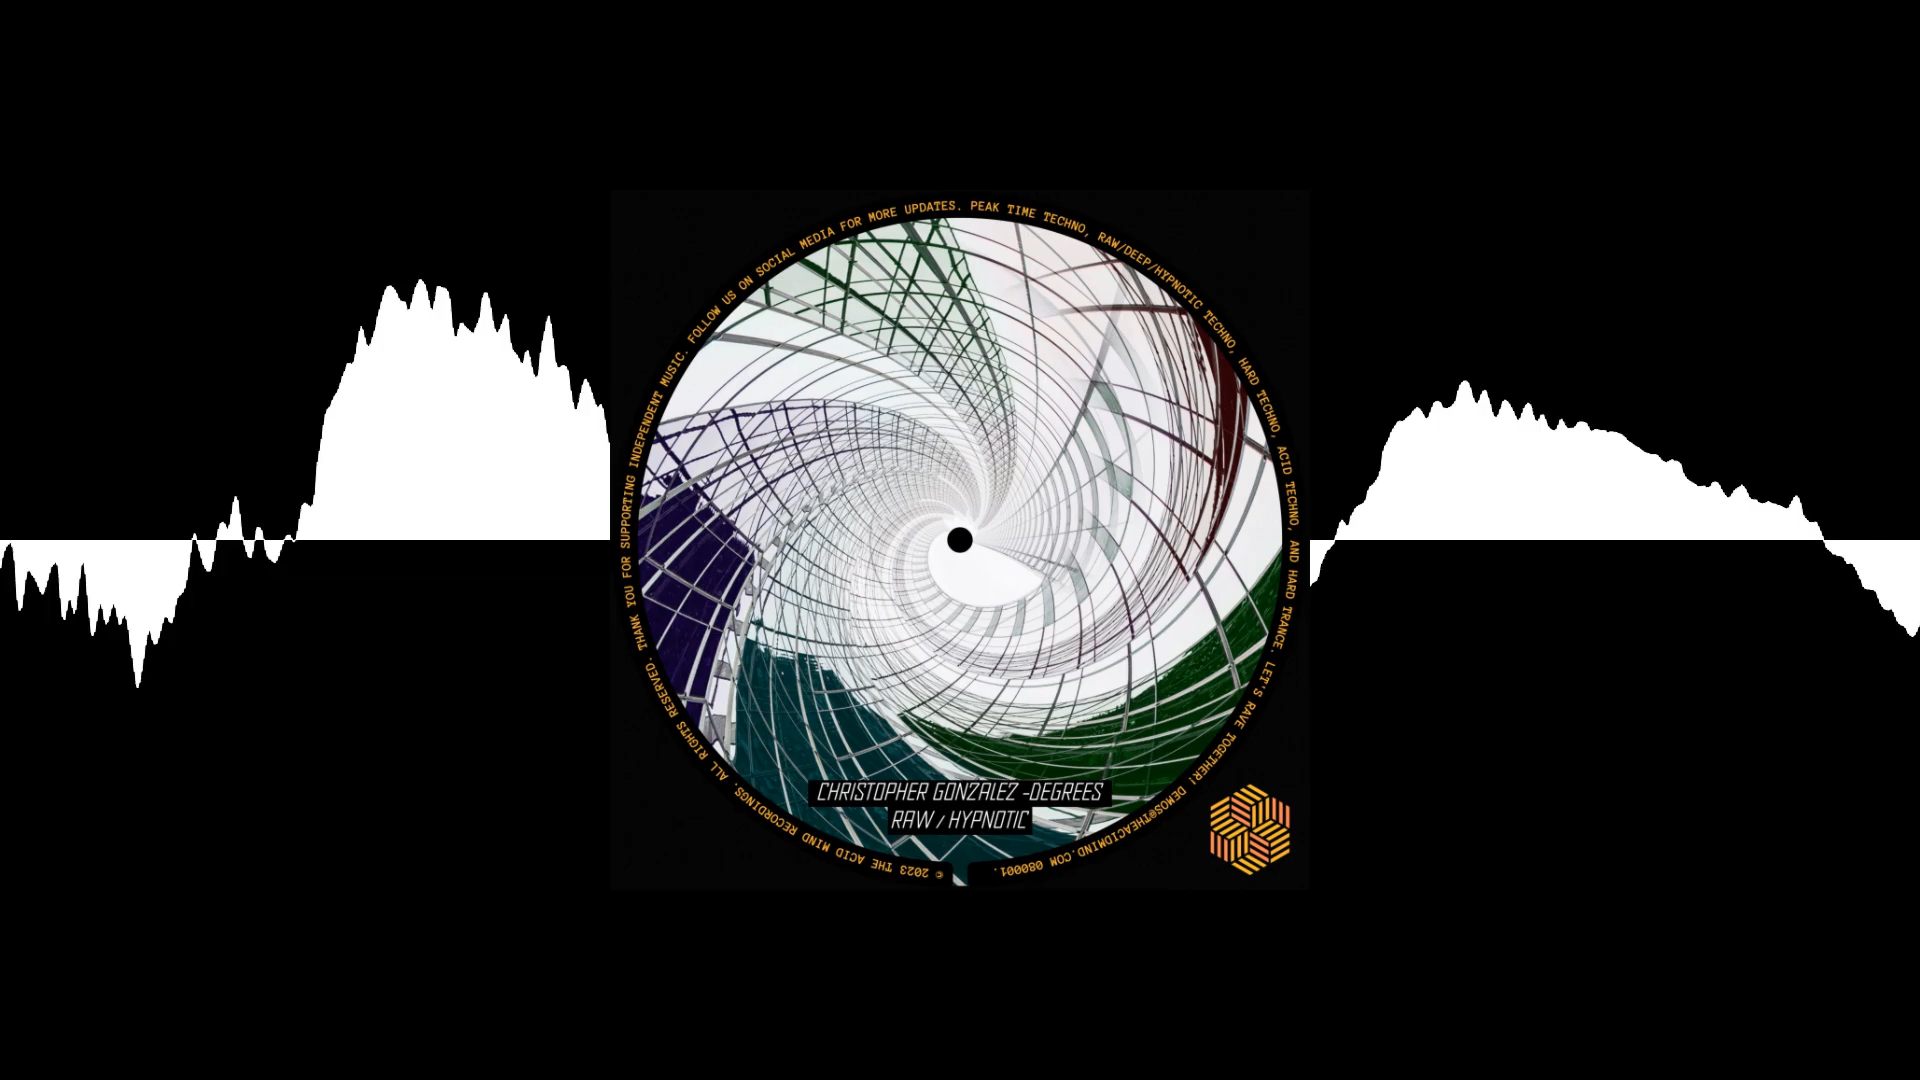 © 2023 THE ACID MIND RECORDINGS. ALL RIGHTS RESERVED. THANK YOU FOR SUPPORTING INDEPENDENT MUSIC. FOLLOW US ON SOCIAL MEDIA FOR MORE UPDATES. PEAK TIME TECHNO, RAW/DEEP/HYPNOTIC TECHNO, HARD TECHNO, ACID TECHNO, AND HARD TRANCE. LET'S RAVE TOGETHER! DEMOS@THEACIDMIND.COM 080001.
CHRISTOPHER GONZALEZ -DEGREES
RAW / HYPNOTIC